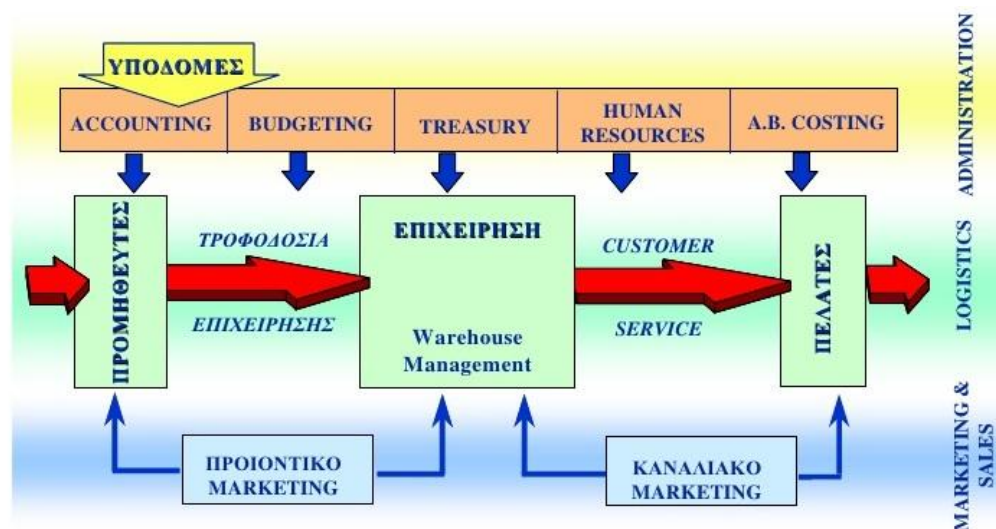 ΥΠΟΔΟΜΕΣ
ACCOUNTING
BUDGETING
TREASURY
HUMAN
RESOURCES
A.B. COSTING
ADMINISTRATION
ΠΡΟΜΗΘΕΥΤΕΣ
ΤΡΟΦΟΔΟΣΙΑ
ΕΠΙΧΕΙΡΗΣΗΣ
ΕΠΙΧΕΙΡΗΣΗ
Warehouse
Management
CUSTOMER
SERVICE
ΠΕΛΑΤΕΣ
LOGISTICS
ΠΡΟΙΟΝΤΙΚΟ
MARKETING
ΚΑΝΑΛΙΑΚΟ
MARKETING
MARKETING &
SALES